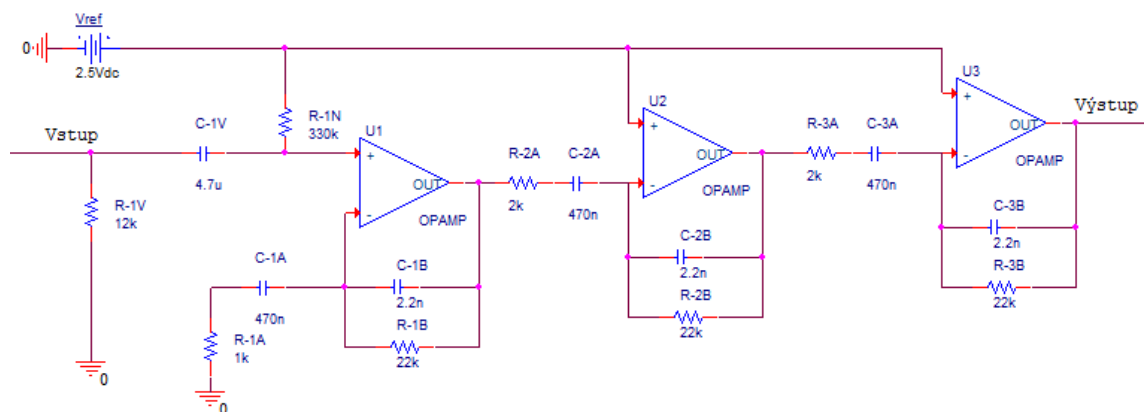 Vref
0
2.5Vdc
Vstup
C-1V
4.7u
R-1V
12k
0
R-1N
330k
U1
+
-
OUT
OPAMP
C-1A
470n
R-1A
1k
0
C-1B
2.2n
R-1B
22k
R-2A
2k
C-2A
470n
U2
+
-
OUT
OPAMP
C-2B
2.2n
R-2B
22k
R-3A
2k
C-3A
470n
U3
+
-
OUT
OPAMP
Výstup
C-3B
2.2n
R-3B
22k